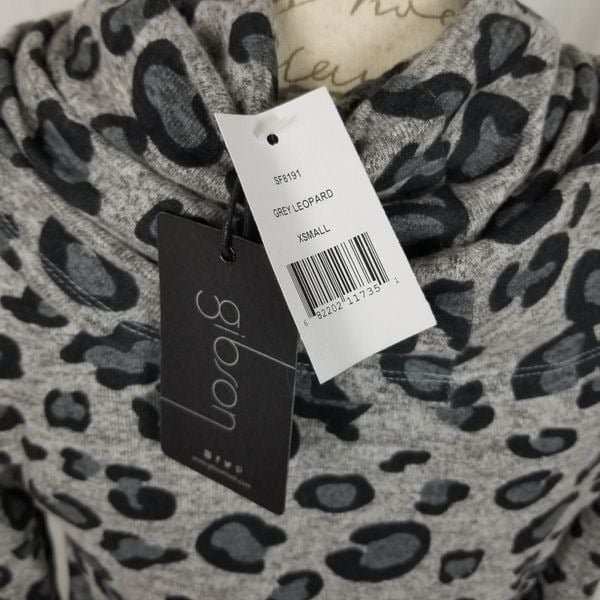 SF8191
GREY.LEOPARD
XSMALL
6 82202 11735 1
gibson